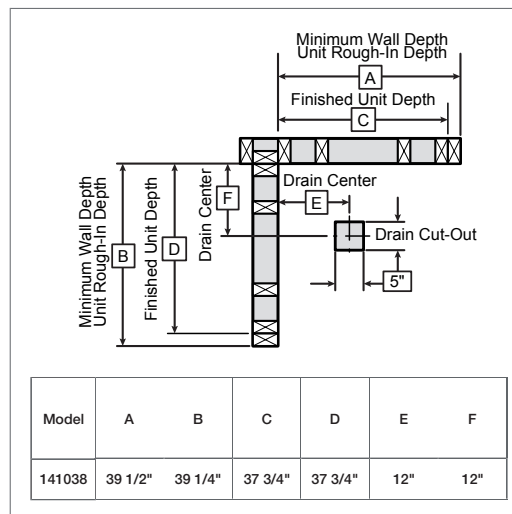 Minimum Wall Depth
Unit Rough-In Depth
A
Finished Unit Depth
C
Drain Center
E
Drain Cut-Out
5"
Minimum Wall Depth
Unit Rough-In Depth
B
Finished Unit Depth
D
Drain Center
F
Model A B C D E F
141038 39 1/2" 39 1/4" 37 3/4" 37 3/4" 12" 12"